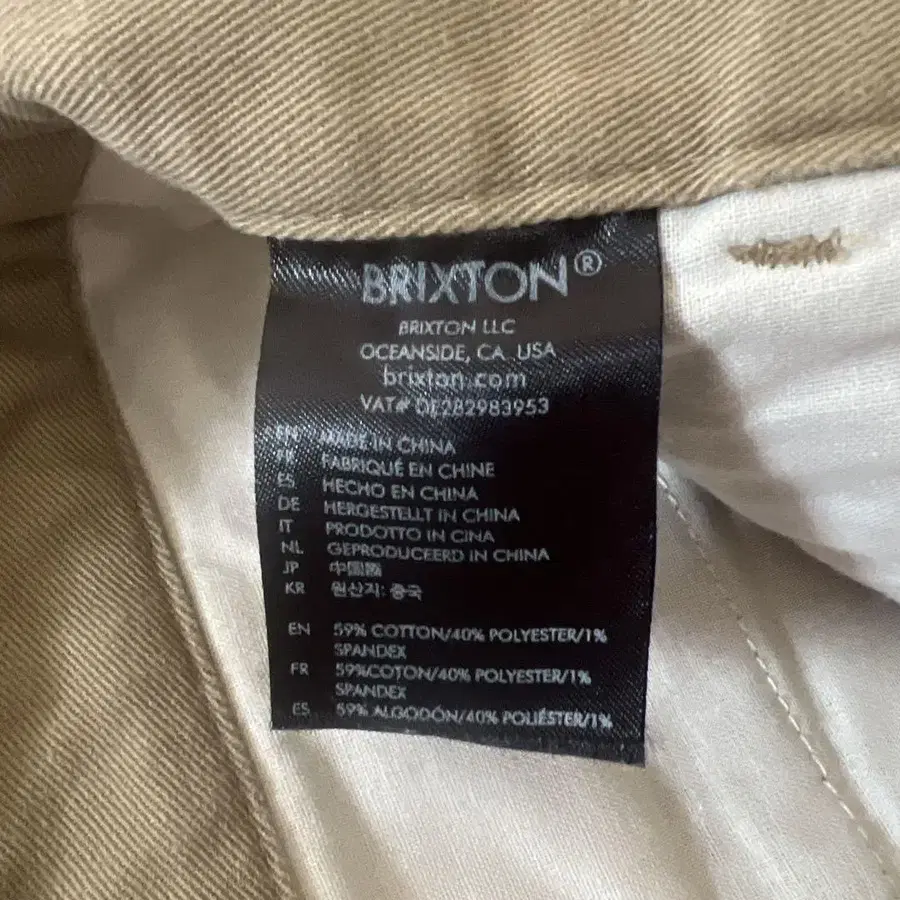 BRIXTON®
BRIXTON LLC
OCEANSIDE, CA USA
brixton.com
VAT# DE282983953
EN MADE IN CHINA
FR FABRIQUÉ EN CHINE
ES HECHO EN CHINA
DE HERGESTELLT IN CHINA
IT PRODOTTO IN CINA
NL GEPRODUCEERD IN CHINA
JP 中国製
KR 원산지: 중국
EN 59% COTTON/40% POLYESTER/1%
SPANDEX
FR 59%COTON/40% POLYESTER/1%
SPANDEX
ES 59% ALGODÓN/40% POLIÉSTER/1%